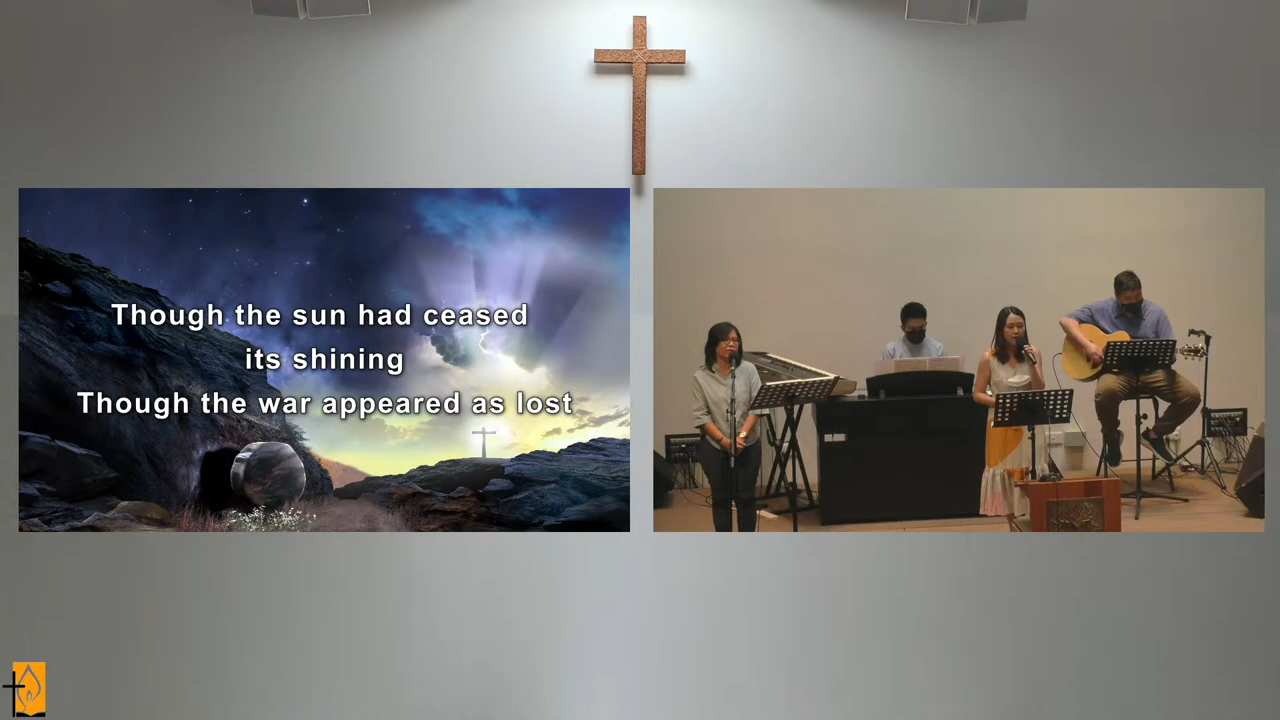 Though the sun had ceased
its shining
Though the war appeared as lost